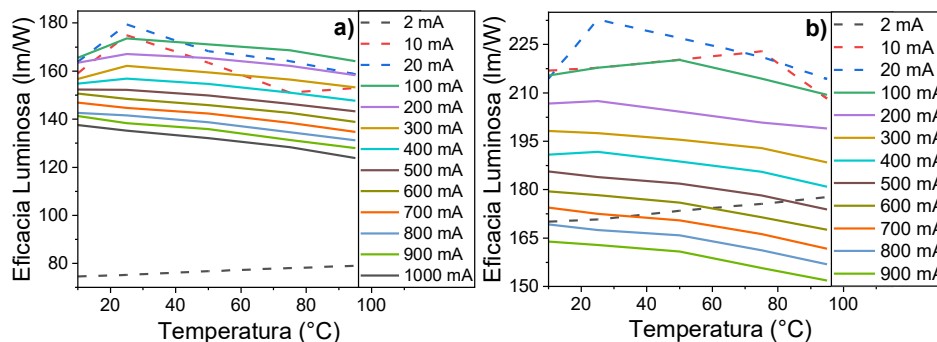 a)
Eficacia Luminosa (lm/W)
180
160
140
120
100
80
20
40
60
80
100
Temperatura (°C)
2 mA
10 mA
20 mA
100 mA
200 mA
300 mA
400 mA
500 mA
600 mA
700 mA
800 mA
900 mA
1000 mA
b)
Eficacia Luminosa (lm/W)
225
210
195
180
165
150
20
40
60
80
100
Temperatura (°C)
2 mA
10 mA
20 mA
100 mA
200 mA
300 mA
400 mA
500 mA
600 mA
700 mA
800 mA
900 mA